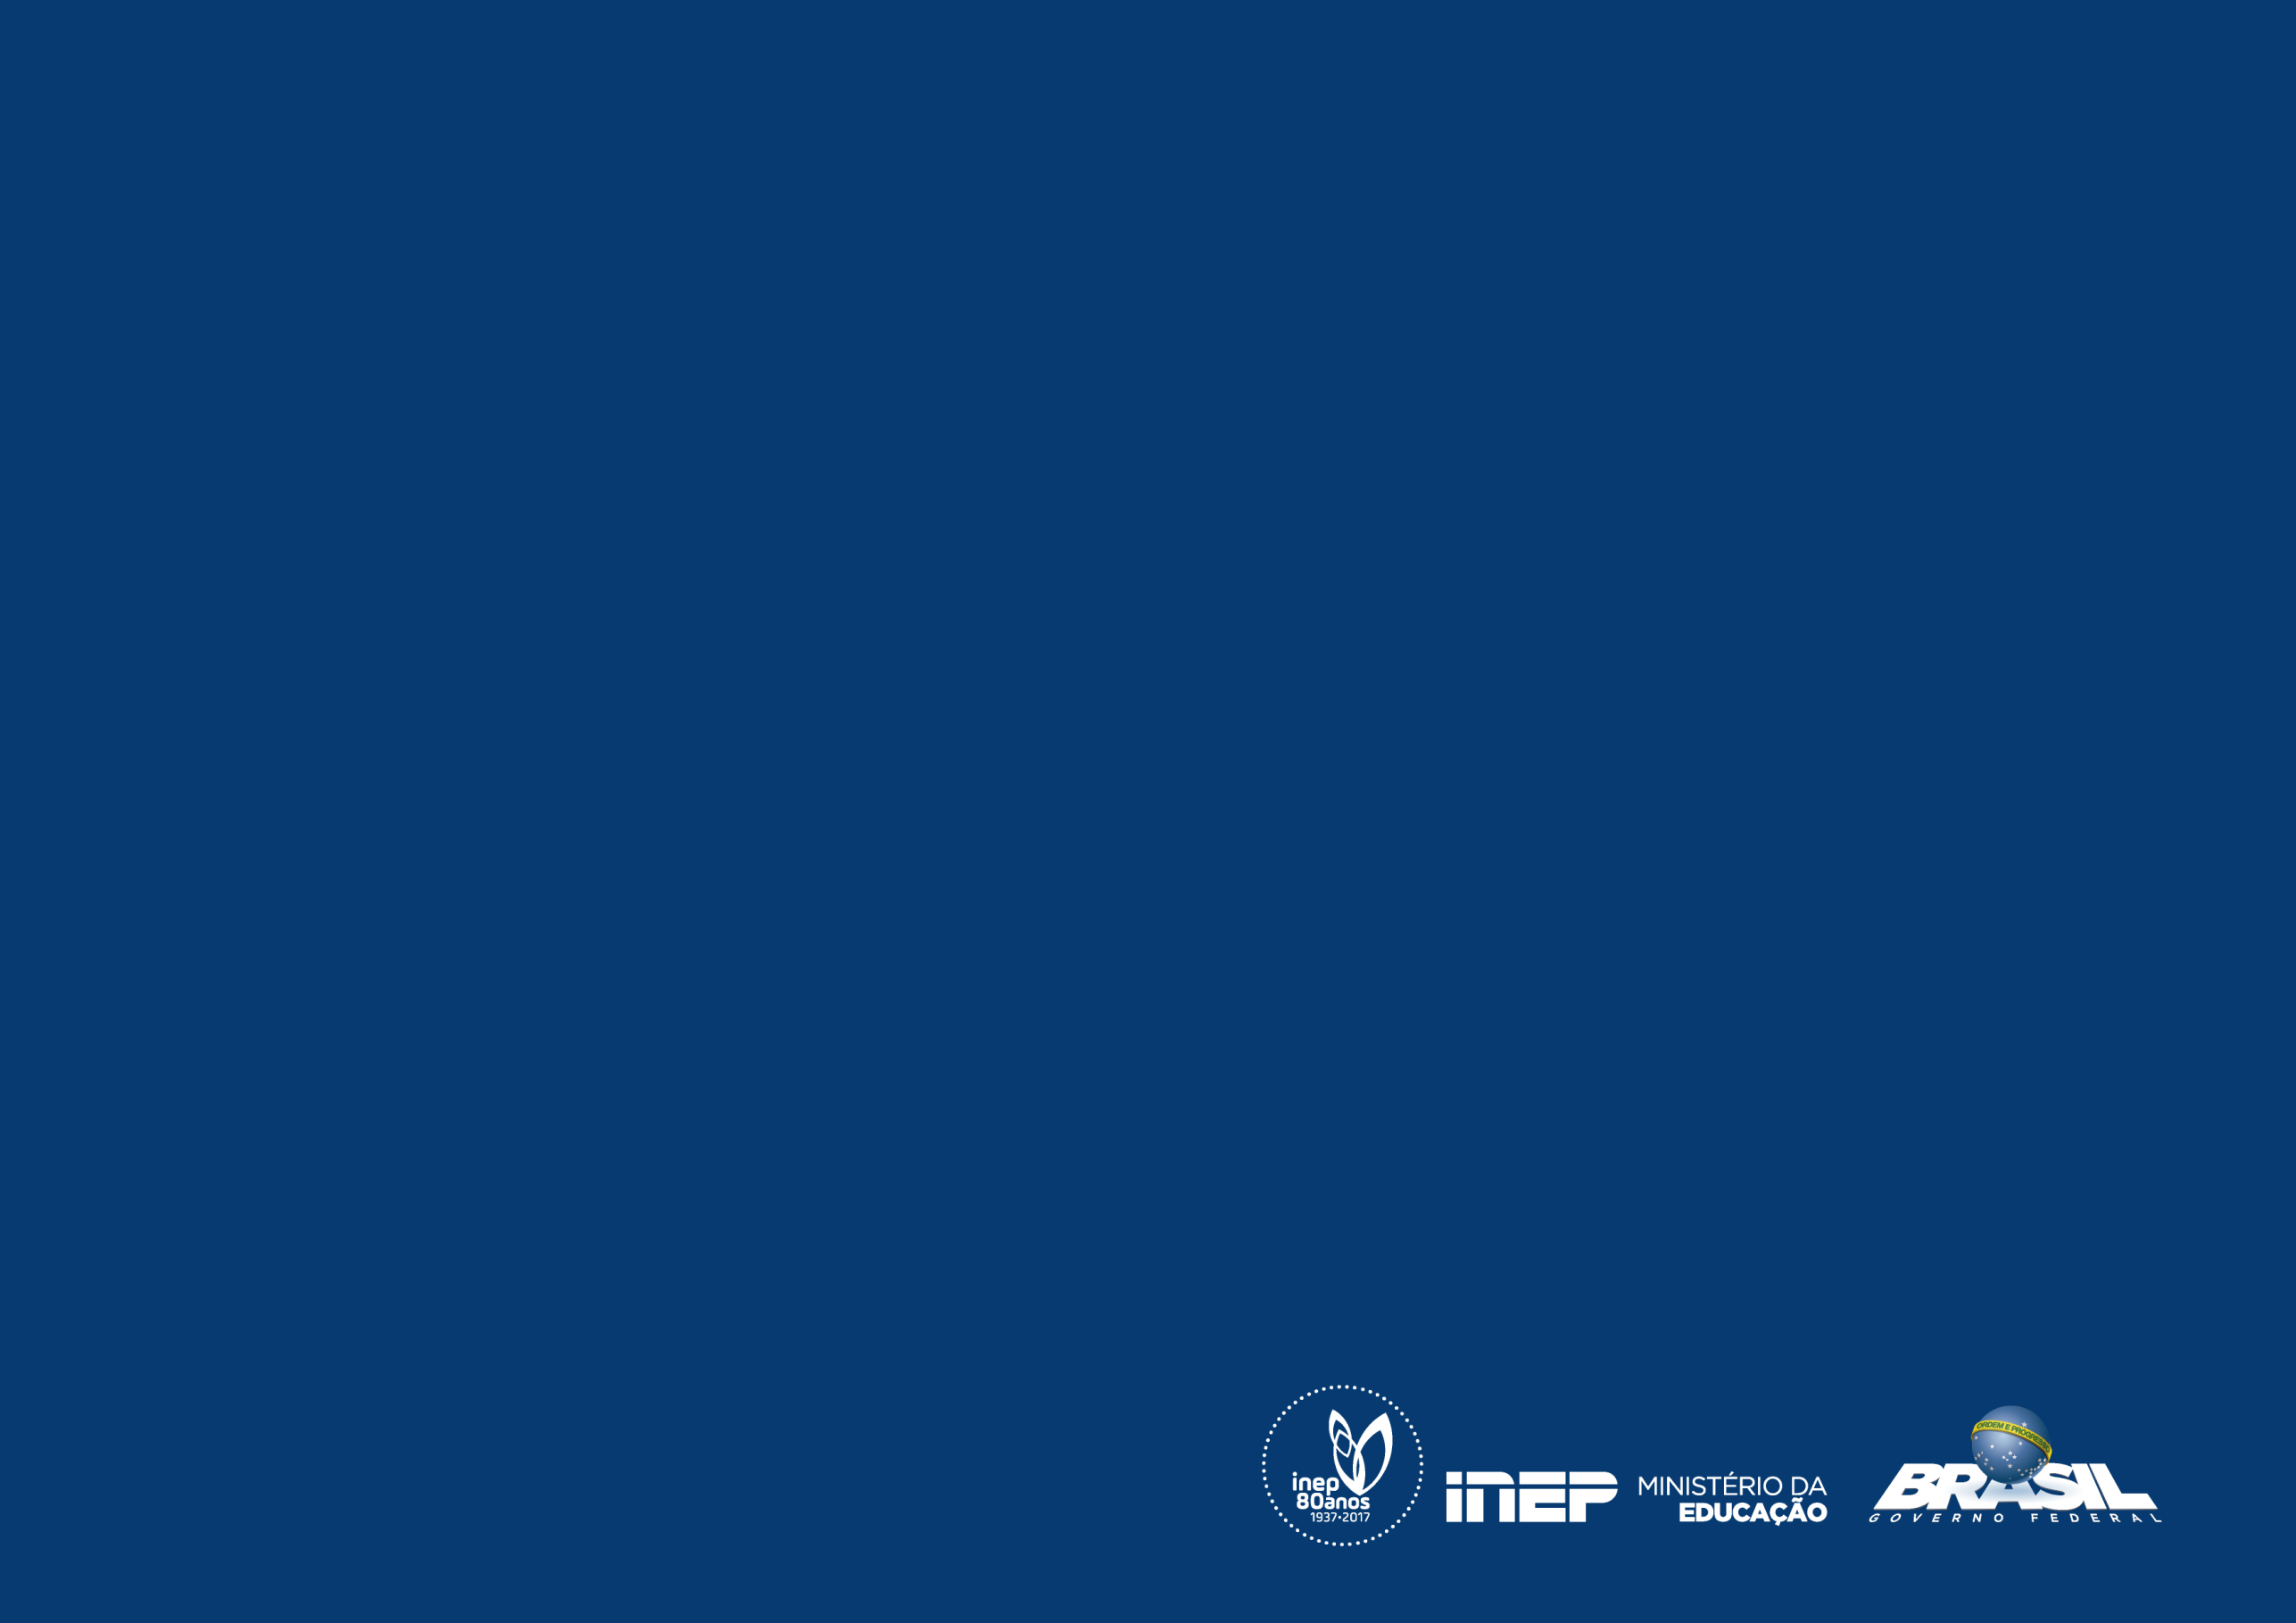 inep
80anos
1937•2017
INEP
MINISTÉRIO DA
EDUCAÇÃO
ORDEM E PROGRESSO
BRASIL
GOVERNO FEDERAL